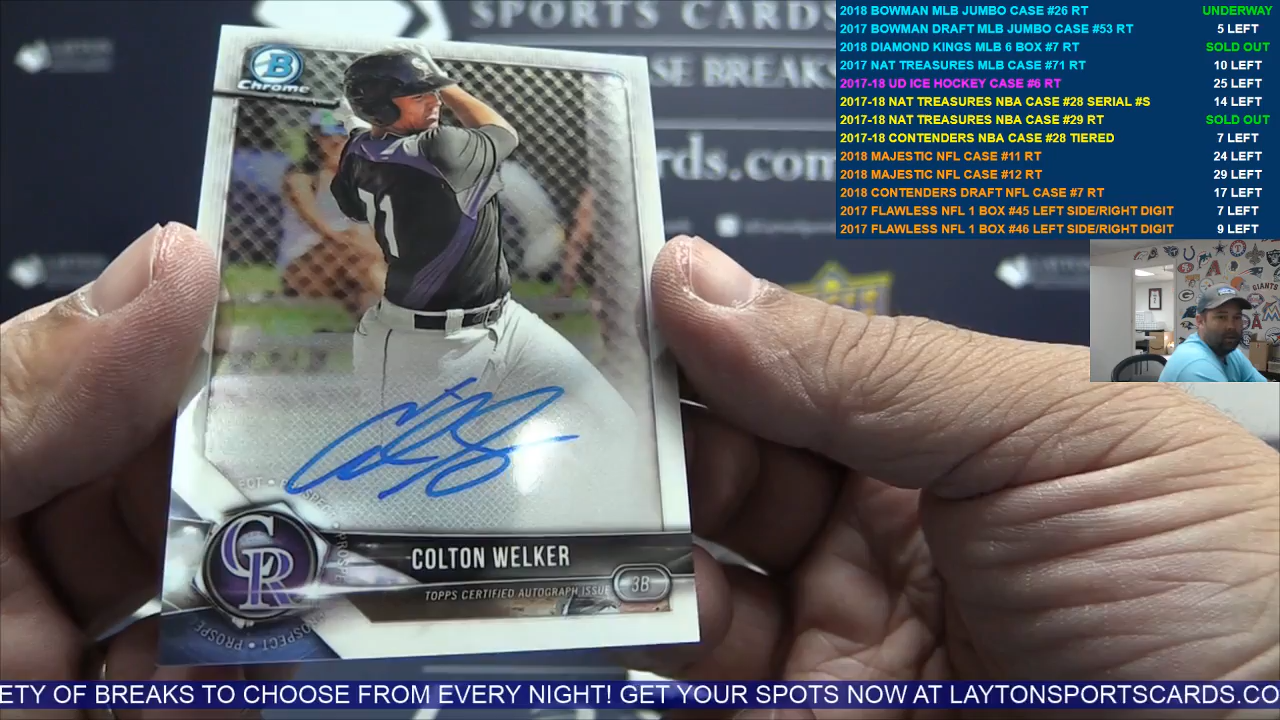 SPORTS CARDS
SE BREAKS
rds.com
B
Chrome
11
CR
PROSPECT
COLTON WELKER
TOPPS CERTIFIED AUTOGRAPH ISSUE
3B
2018 BOWMAN MLB JUMBO CASE #26 RT UNDERWAY
2017 BOWMAN DRAFT MLB JUMBO CASE #53 RT 5 LEFT
2018 DIAMOND KINGS MLB 6 BOX #7 RT SOLD OUT
2017 NAT TREASURES MLB CASE #71 RT 10 LEFT
2017-18 UD ICE HOCKEY CASE #6 RT 25 LEFT
2017-18 NAT TREASURES NBA CASE #28 SERIAL #S 14 LEFT
2017-18 NAT TREASURES NBA CASE #29 RT SOLD OUT
2017-18 CONTENDERS NBA CASE #28 TIERED 7 LEFT
2018 MAJESTIC NFL CASE #11 RT 24 LEFT
2018 MAJESTIC NFL CASE #12 RT 29 LEFT
2018 CONTENDERS DRAFT NFL CASE #7 RT 17 LEFT
2017 FLAWLESS NFL 1 BOX #45 LEFT SIDE/RIGHT DIGIT 7 LEFT
2017 FLAWLESS NFL 1 BOX #46 LEFT SIDE/RIGHT DIGIT 9 LEFT
ETY OF BREAKS TO CHOOSE FROM EVERY NIGHT! GET YOUR SPOTS NOW AT LAYTONSPORTSCARDS.CO